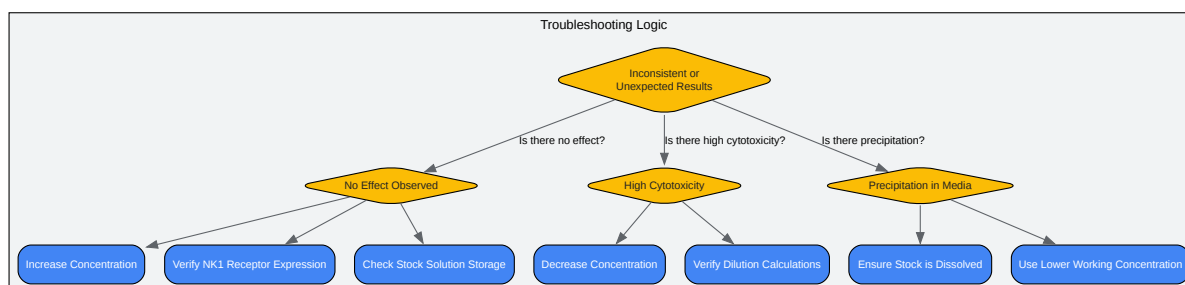 Troubleshooting Logic
Inconsistent or
Unexpected Results
Is there no effect?
Is there high cytotoxicity?
Is there precipitation?
No Effect Observed
High Cytotoxicity
Precipitation in Media
Increase Concentration
Verify NK1 Receptor Expression
Check Stock Solution Storage
Decrease Concentration
Verify Dilution Calculations
Ensure Stock is Dissolved
Use Lower Working Concentration